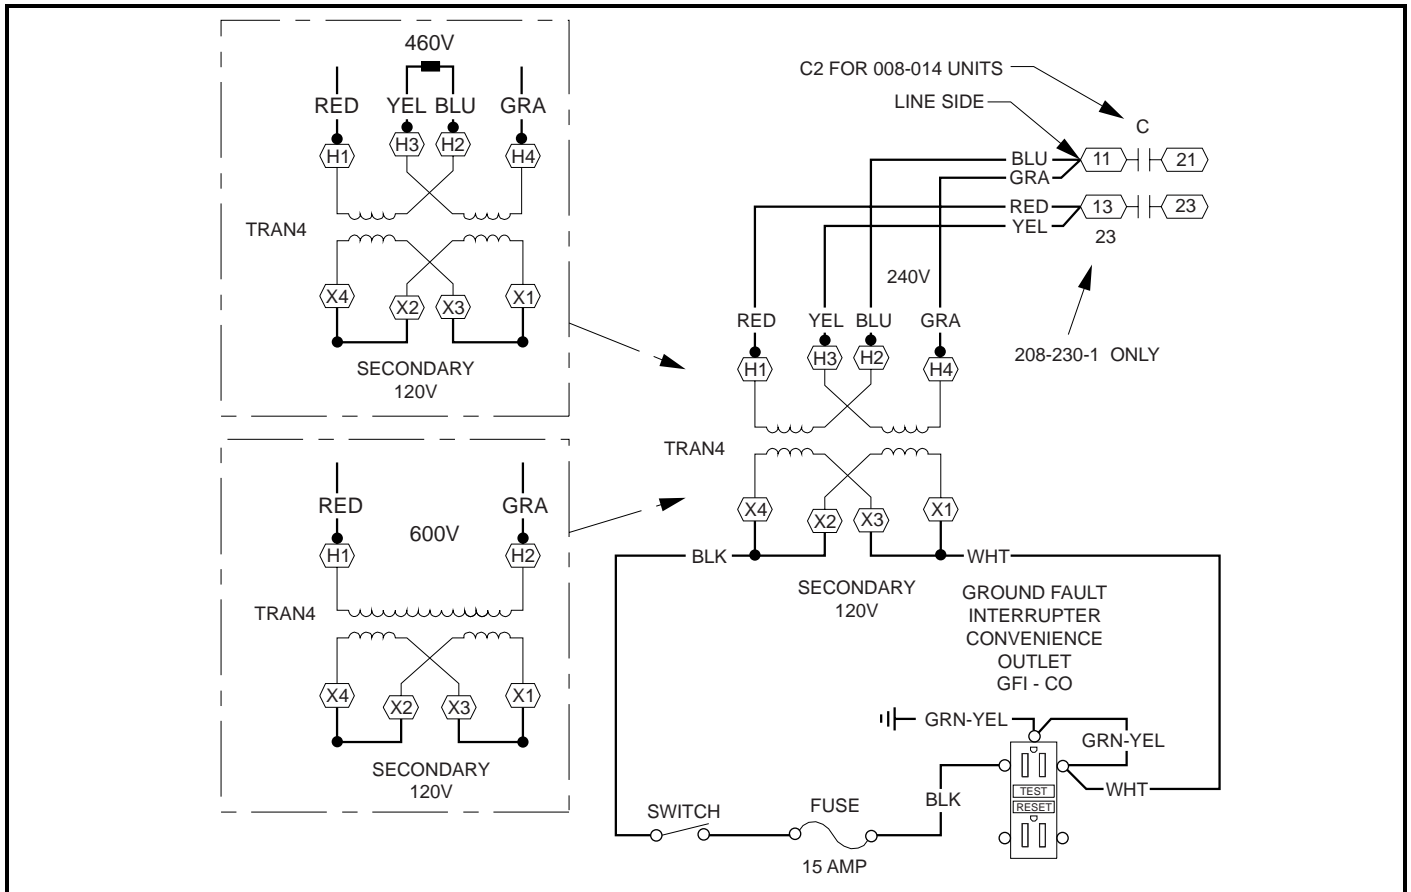 460V
RED YEL BLU GRA
H1 H3 H2 H4
TRAN4
X4 X2 X3 X1
SECONDARY
120V
RED GRA
600V
H1 H2
TRAN4
X4 X2 X3 X1
SECONDARY
120V
C2 FOR 008-014 UNITS
LINE SIDE
C
BLU 11 21
GRA
RED 13 23
YEL
23
240V
208-230-1 ONLY
RED YEL BLU GRA
H1 H3 H2 H4
TRAN4
X4 X2 X3 X1
BLK WHT
SECONDARY
120V
GROUND FAULT
INTERRUPTER
CONVENIENCE
OUTLET
GFI - CO
GRN-YEL
GRN-YEL
TEST
RESET
WHT
BLK
SWITCH
FUSE
15 AMP